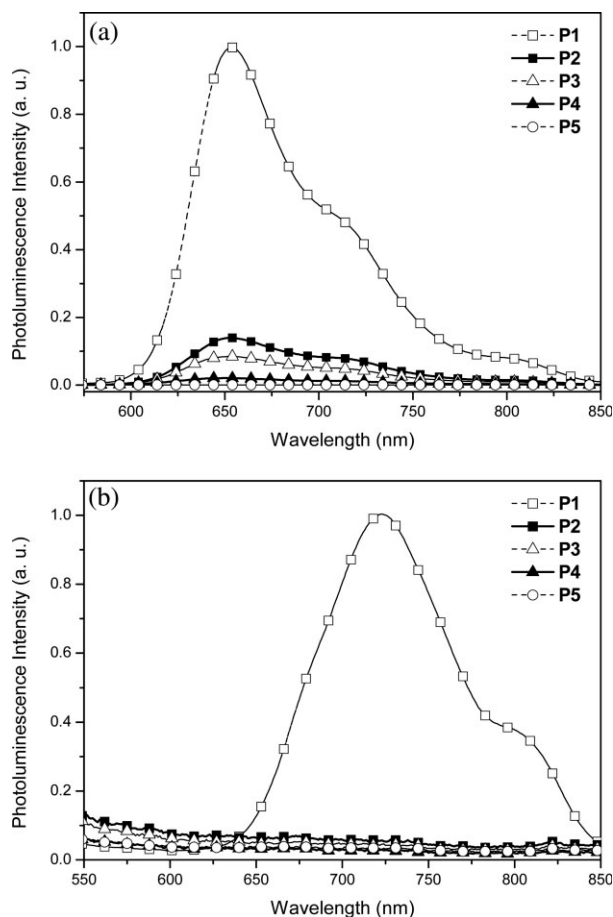 (a)
P1
P2
P3
P4
P5
Photoluminescence Intensity (a. u.)
1.0
0.8
0.6
0.4
0.2
0.0
600 650 700 750 800 850
Wavelength (nm)
(b)
P1
P2
P3
P4
P5
Photoluminescence Intensity (a. u.)
1.0
0.8
0.6
0.4
0.2
0.0
550 600 650 700 750 800 850
Wavelength (nm)